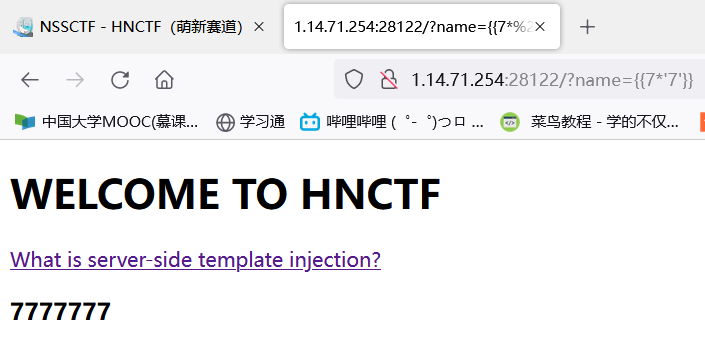 NSSCTF - HNCTF（萌新赛道）
1.14.71.254:28122/?name={{7*%2
1.14.71.254:28122/?name={{7*'7'}}
中国大学MOOC(慕课... 学习通 哔哩哔哩 (゜-゜)つロ ... 菜鸟教程 - 学的不仅...
WELCOME TO HNCTF
What is server-side template injection?
7777777